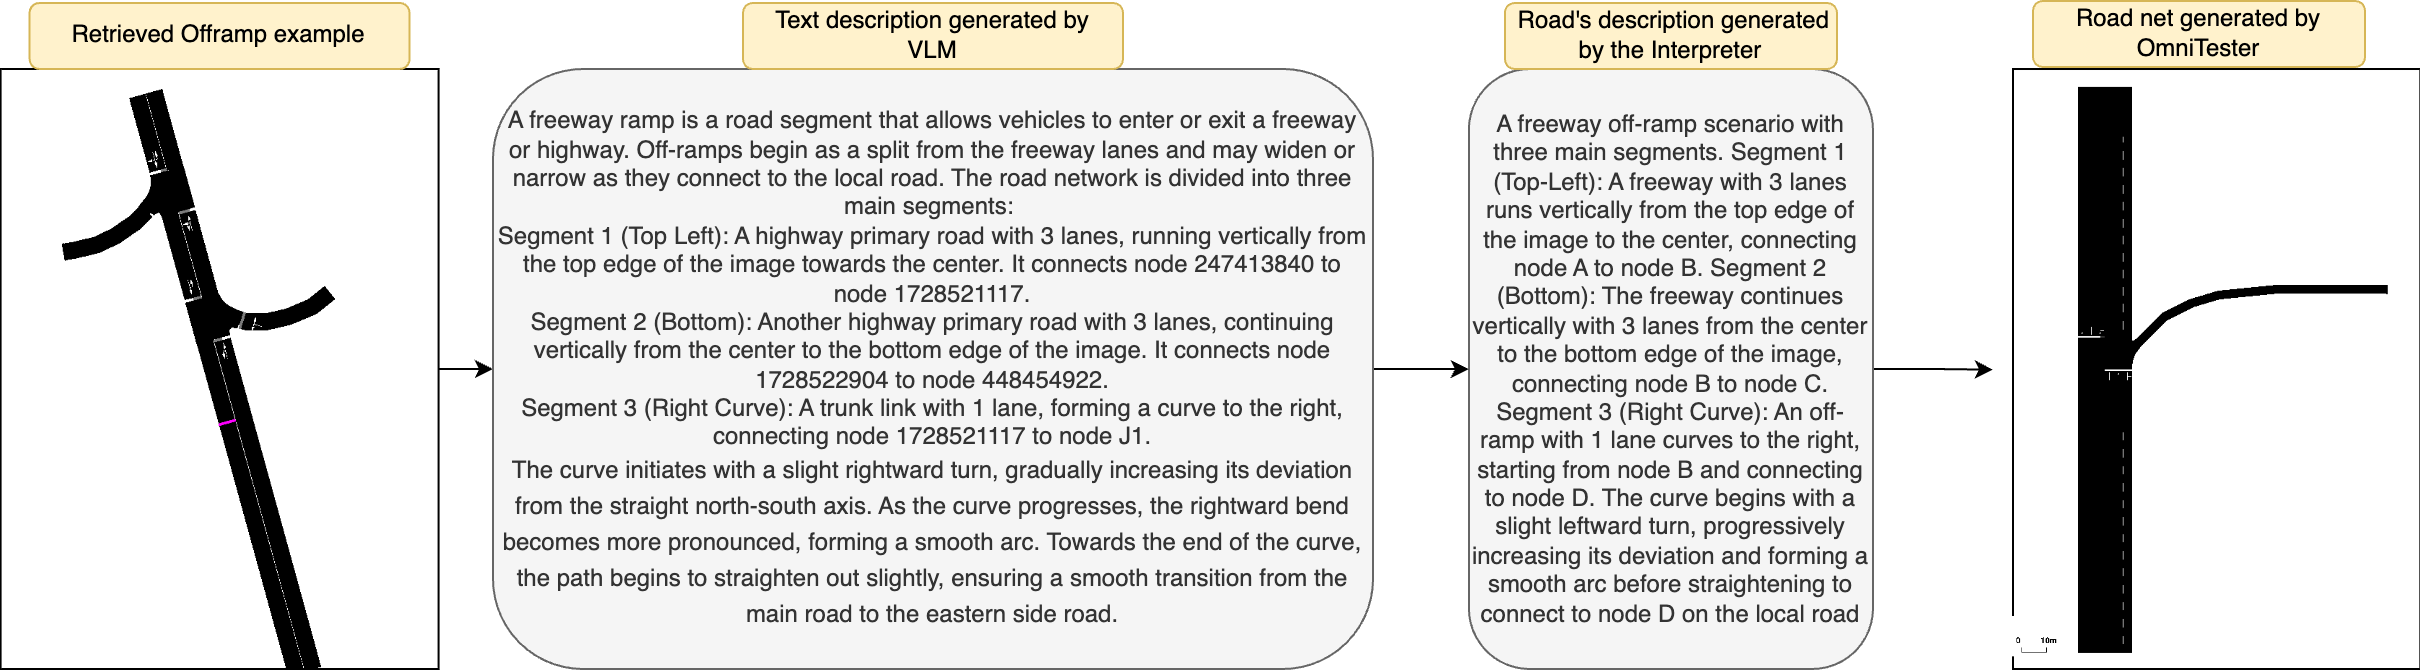 Retrieved Offramp example
Text description generated by
VLM
A freeway ramp is a road segment that allows vehicles to enter or exit a freeway
or highway. Off-ramps begin as a split from the freeway lanes and may widen or
narrow as they connect to the local road. The road network is divided into three
main segments:
Segment 1 (Top Left): A highway primary road with 3 lanes, running vertically from
the top edge of the image towards the center. It connects node 247413840 to
node 1728521117.
Segment 2 (Bottom): Another highway primary road with 3 lanes, continuing
vertically from the center to the bottom edge of the image. It connects node
1728522904 to node 448454922.
Segment 3 (Right Curve): A trunk link with 1 lane, forming a curve to the right,
connecting node 1728521117 to node J1.
The curve initiates with a slight rightward turn, gradually increasing its deviation
from the straight north-south axis. As the curve progresses, the rightward bend
becomes more pronounced, forming a smooth arc. Towards the end of the curve,
the path begins to straighten out slightly, ensuring a smooth transition from the
main road to the eastern side road.
Road's description generated
by the Interpreter
A freeway off-ramp scenario with
three main segments. Segment 1
(Top-Left): A freeway with 3 lanes
runs vertically from the top edge of
the image to the center, connecting
node A to node B. Segment 2
(Bottom): The freeway continues
vertically with 3 lanes from the center
to the bottom edge of the image,
connecting node B to node C.
Segment 3 (Right Curve): An off-
ramp with 1 lane curves to the right,
starting from node B and connecting
to node D. The curve begins with a
slight leftward turn, progressively
increasing its deviation and forming a
smooth arc before straightening to
connect to node D on the local road
Road net generated by
OmniTester
0 10m